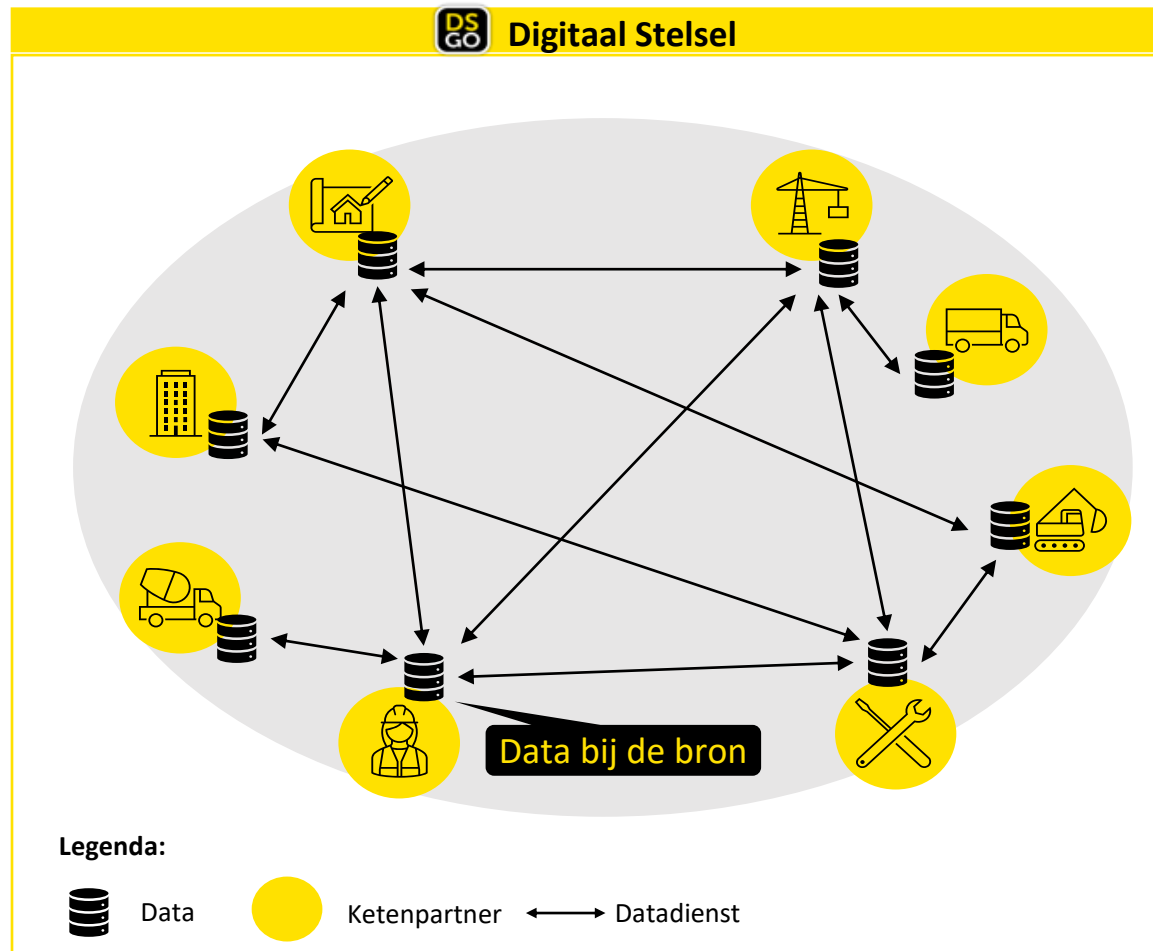 DS
GO
Digitaal Stelsel
Data bij de bron
Legenda:
Data
Ketenpartner
Datadienst